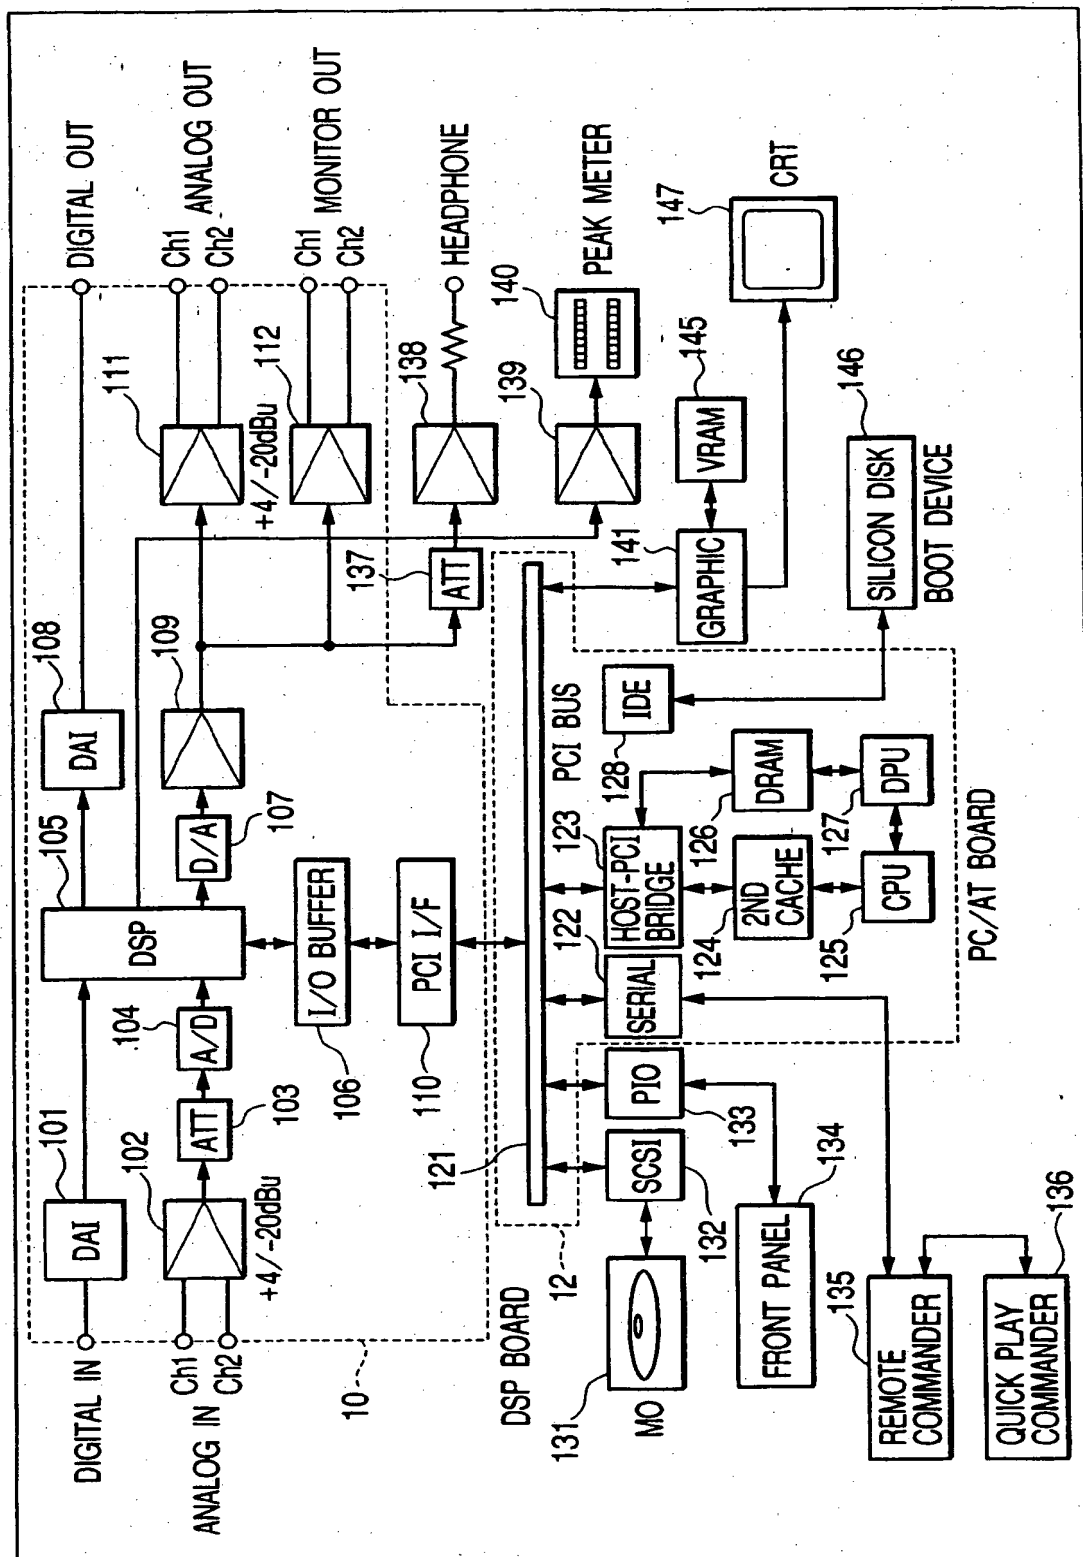 DIGITAL IN
101
DAI
105
DSP
108
DAI
DIGITAL OUT
ANALOG IN
Ch1
Ch2
102
+4/-20dBu
ATT
103
104
A/D
D/A
107
109
111
+4/-20dBu
Ch1
Ch2
ANALOG OUT
112
Ch1
Ch2
MONITOR OUT
10
I/O BUFFER
106
PCI I/F
110
137
ATT
138
HEADPHONE
DSP BOARD
12
121
PCI BUS
139
140
PEAK METER
131
MO
SCSI
132
PIO
133
122
SERIAL
123
HOST-PCI
BRIDGE
128
IDE
141
GRAPHIC
145
VRAM
147
CRT
134
FRONT PANEL
124
2ND
CACHE
126
DRAM
125
CPU
127
DPU
146
SILICON DISK
BOOT DEVICE
PC/AT BOARD
135
REMOTE
COMMANDER
136
QUICK PLAY
COMMANDER